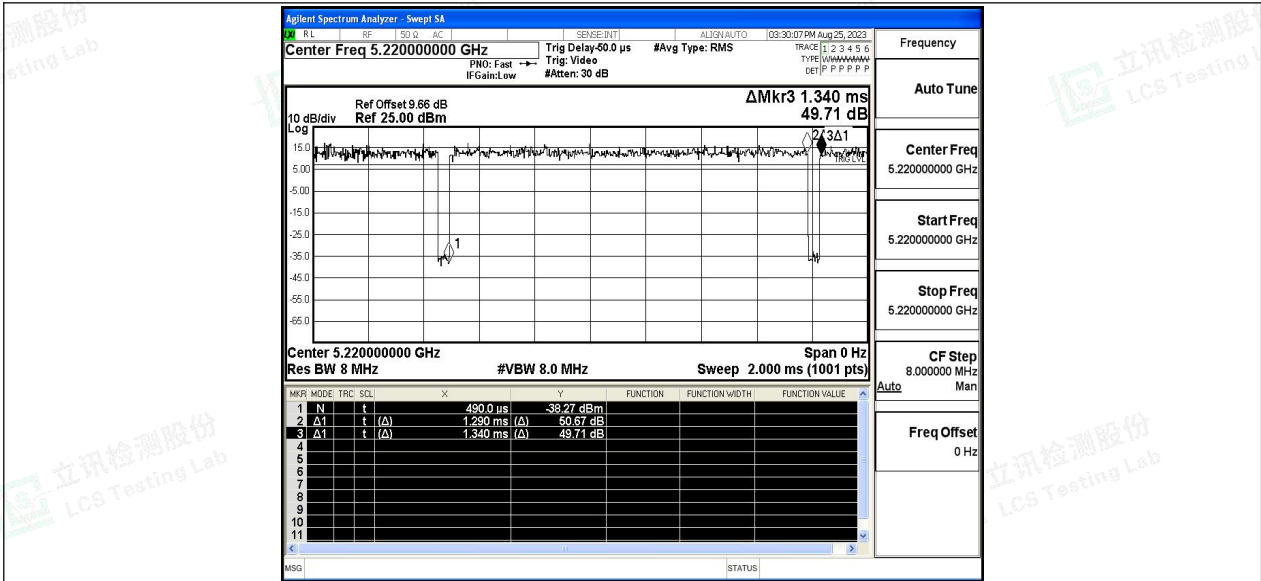 Agilent Spectrum Analyzer - Swept SA
RL RF 50 Ω AC SENSE:INT ALIGN AUTO 03:30:07 PM Aug 25, 2023
Center Freq 5.220000000 GHz
PNO: Fast
IFGain:Low
Trig Delay-50.0 µs
Trig: Video
#Atten: 30 dB
#Avg Type: RMS
TRACE 1 2 3 4 5 6
TYPE
DET P P P P P P
Frequency
Auto Tune
Center Freq
5.220000000 GHz
Start Freq
5.220000000 GHz
Stop Freq
5.220000000 GHz
CF Step
8.000000 MHz
Auto Man
Freq Offset
0 Hz
ΔMkr3 1.340 ms
49.71 dB
Ref Offset 9.66 dB
10 dB/div Ref 25.00 dBm
Log
15.0
5.00
-5.00
-15.0
-25.0
-35.0
-45.0
-55.0
-65.0
1
3Δ1
TRIG LVL
Center 5.220000000 GHz Span 0 Hz
Res BW 8 MHz #VBW 8.0 MHz Sweep 2.000 ms (1001 pts)
MKR MODE TRC SCL X Y FUNCTION FUNCTION WIDTH FUNCTION VALUE
1 N t 490.0 µs -38.27 dBm
2 Δ1 t (Δ) 1.290 ms (Δ) 50.67 dB
3 Δ1 t (Δ) 1.340 ms (Δ) 49.71 dB
4
5
6
7
8
9
10
11
MSG STATUS
立讯检测股份
LCS Testing Lab
立讯检测股份
LCS Testing Lab